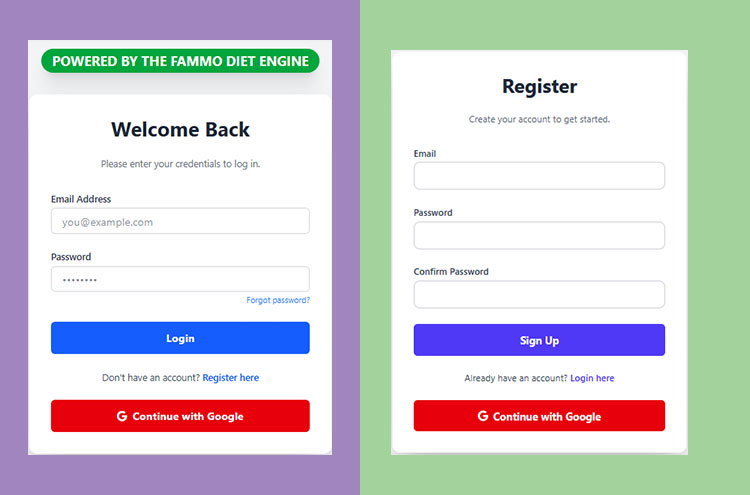 POWERED BY THE FAMMO DIET ENGINE
Welcome Back
Please enter your credentials to log in.
Email Address
you@example.com
Password
••••••••
Forgot password?
Login
Don't have an account? Register here
G Continue with Google
Register
Create your account to get started.
Email
Password
Confirm Password
Sign Up
Already have an account? Login here
G Continue with Google